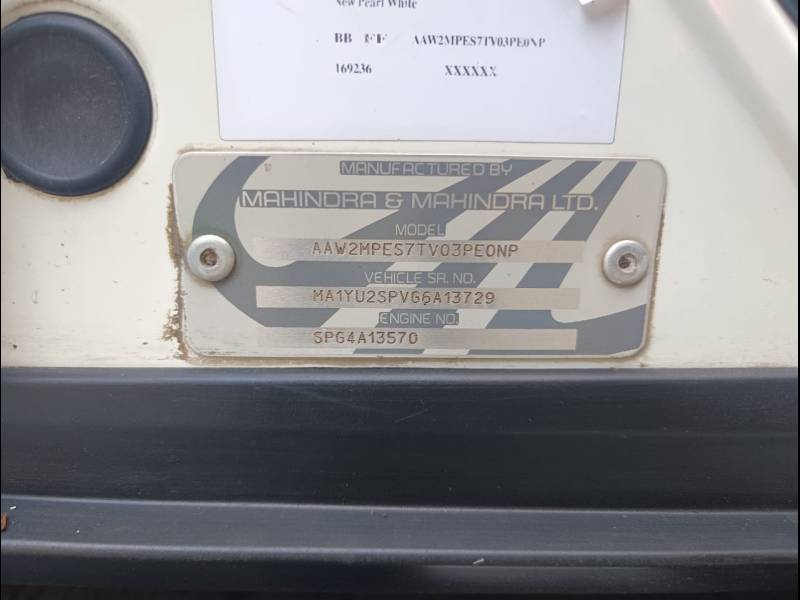 New Pearl White
BB EF AAW2MPES7TV03PE0NP
169236 XXXXXX
MANUFACTURED BY
MAHINDRA & MAHINDRA LTD.
MODEL
AAW2MPES7TV03PE0NP
VEHICLE SR. NO.
MA1YU2SPVG6A13729
ENGINE NO.
SPG4A13570